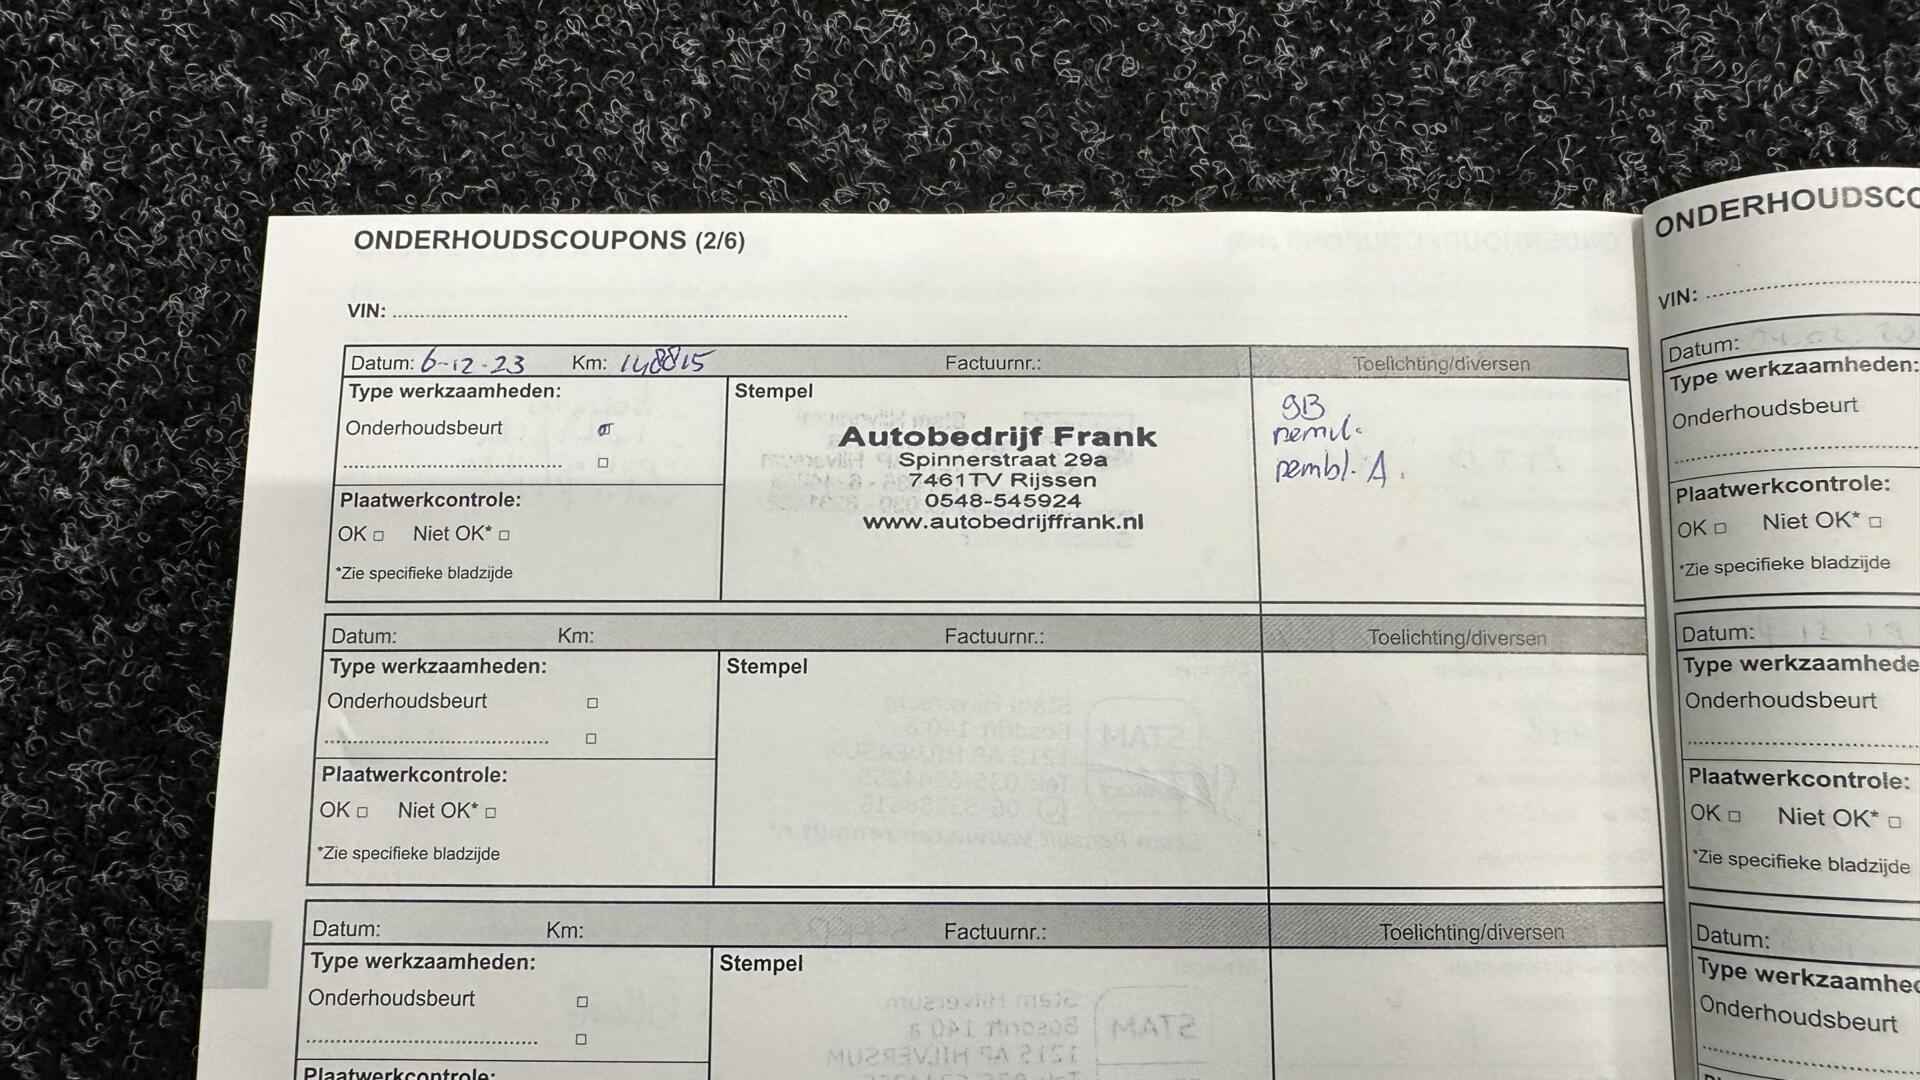 ONDERHOUDSCOUPONS (2/6)
VIN:
Datum: 6-12-23 Km: 148815 Factuurnr.: Toelichting/diversen
Type werkzaamheden:
Stempel
Onderhoudsbeurt
Autobedrijf Frank
Spinnerstraat 29a
7461TV Rijssen
0548-545924
www.autobedrijffrank.nl
A.
Plaatwerkcontrole:
OK Niet OK*
*Zie specifieke bladzijde
Datum: Km: Factuurnr.: Toelichting/diversen
Type werkzaamheden:
Stempel
Onderhoudsbeurt
Plaatwerkcontrole:
OK Niet OK*
*Zie specifieke bladzijde
Datum: Km: Factuurnr.: Toelichting/diversen
Type werkzaamheden:
Stempel
Onderhoudsbeurt
Plaatwerkcontrole:
ONDERHOUDSCO
VIN:
Datum:
Type werkzaamheden:
Onderhoudsbeurt
Plaatwerkcontrole:
OK Niet OK*
*Zie specifieke bladzijde
Datum:
Type werkzaamhede
Onderhoudsbeurt
Plaatwerkcontrole:
OK Niet OK*
*Zie specifieke bladzijde
Datum:
Type werkzaamhe
Onderhoudsbeurt